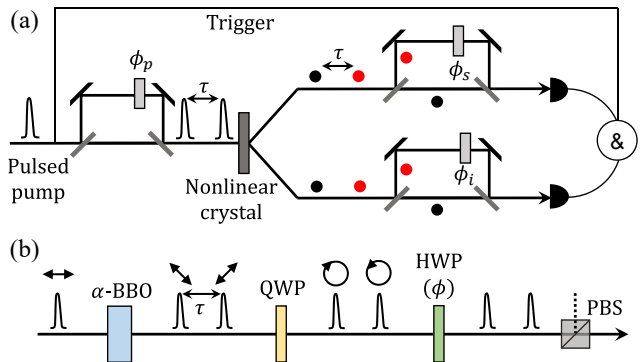 (a)
Trigger
ϕp
τ
τ
ϕs
Pulsed
pump
Nonlinear
crystal
ϕi
&
(b)
α-BBO
τ
QWP
HWP
(ϕ)
PBS